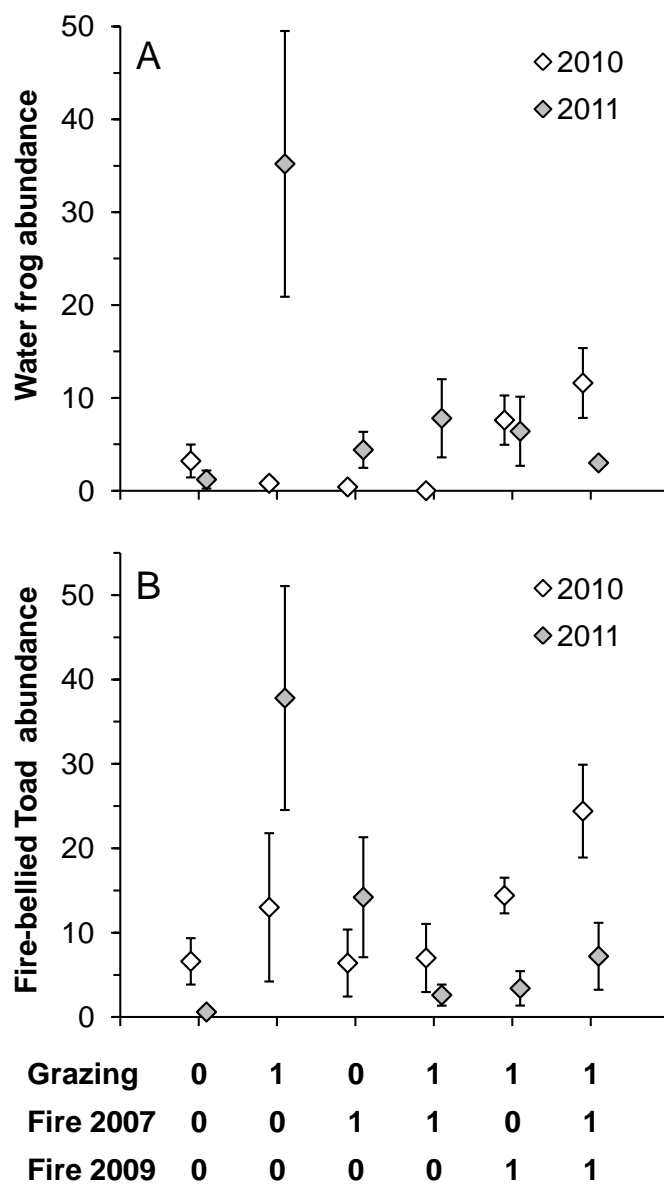 50
A
2010
2011
40
30
20
10
0
Water frog abundance
B
2010
2011
50
40
30
20
10
0
Fire-bellied Toad abundance
Grazing 0 1 0 1 1 1
Fire 2007 0 0 1 1 0 1
Fire 2009 0 0 0 0 1 1